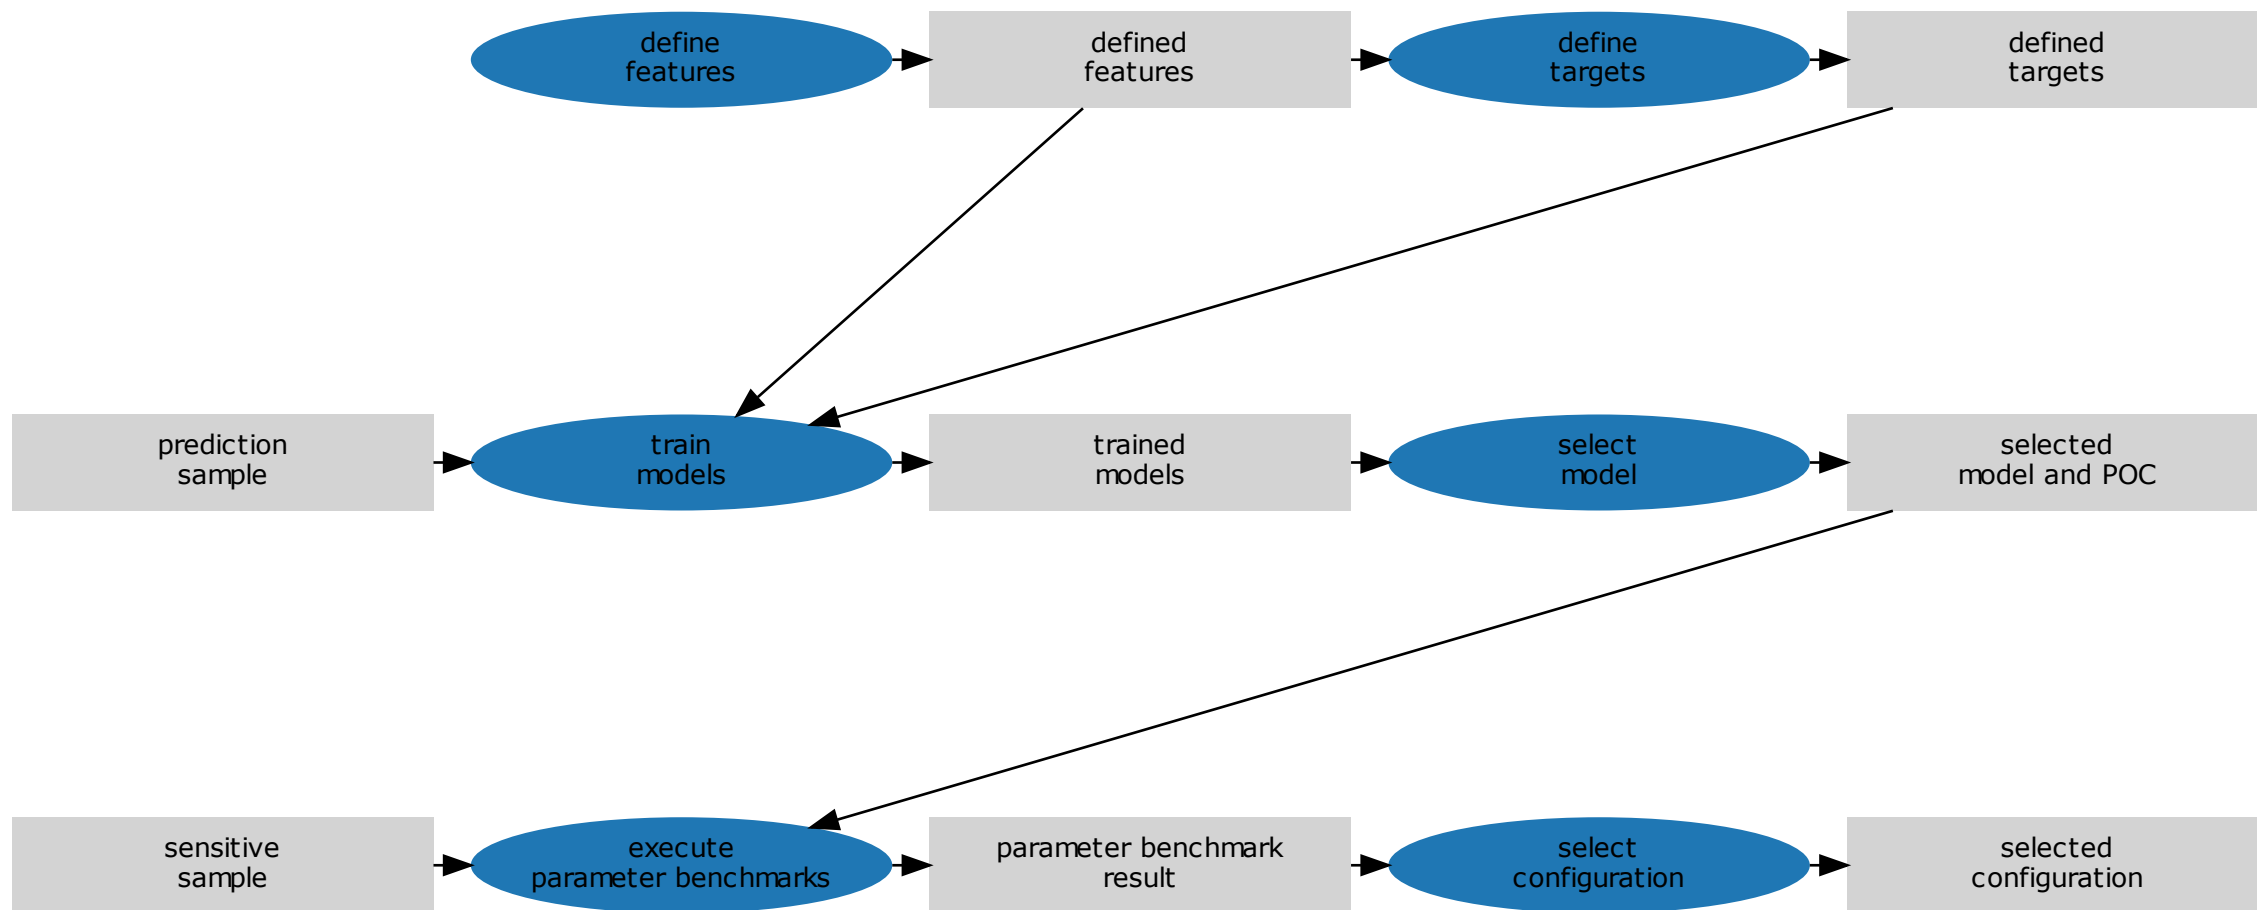 define
features
defined
features
define
targets
defined
targets
prediction
sample
train
models
trained
models
select
model
selected
model and POC
sensitive
sample
execute
parameter benchmarks
parameter benchmark
result
select
configuration
selected
configuration